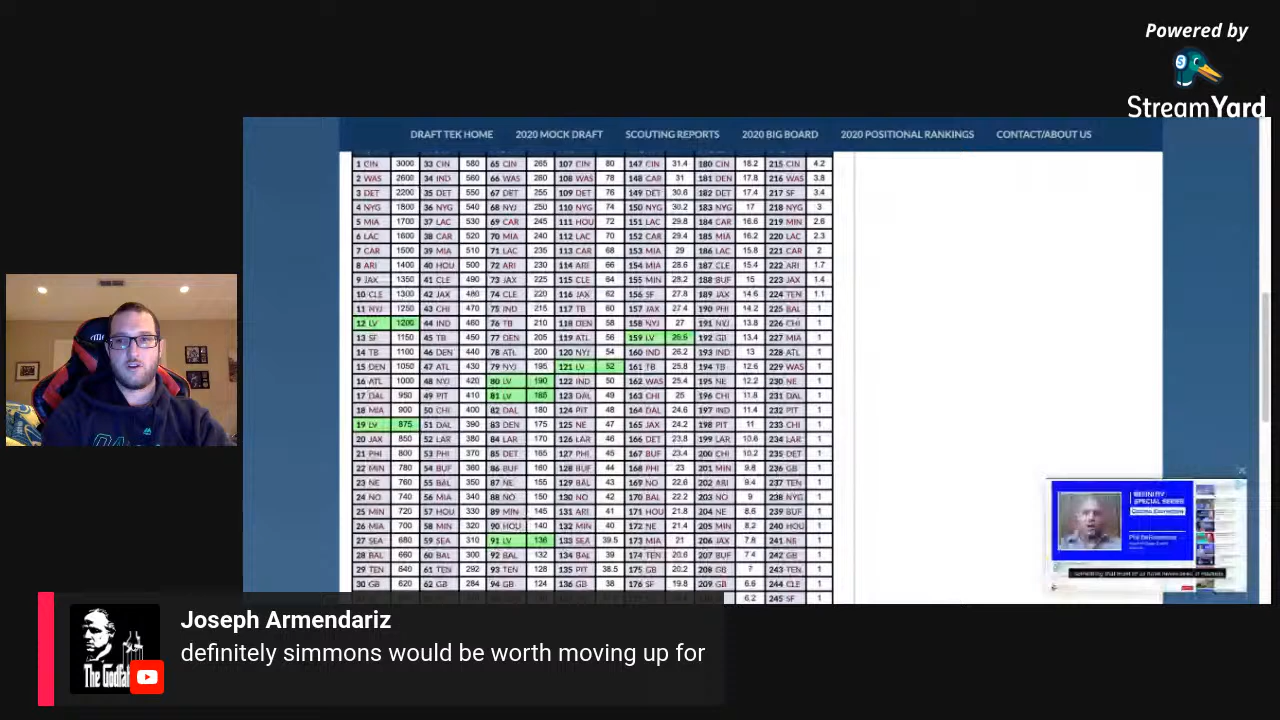 Powered by
StreamYard
DRAFT TEK HOME 2020 MOCK DRAFT SCOUTING REPORTS 2020 BIG BOARD 2020 POSITIONAL RANKINGS CONTACT/ABOUT US
1 CIN 3000 33 CIN 580 65 CIN 265 107 CIN 80 147 CIN 31.4 180 CIN 18.2 215 CIN 4.2
2 WAS 2600 34 IND 560 66 WAS 260 108 WAS 78 148 CAR 31 181 DEN 17.8 216 WAS 3.8
3 DET 2200 35 DET 550 67 DET 255 109 DET 76 149 DET 30.6 182 DET 17.4 217 SF 3.4
4 NYG 1800 36 NYG 540 68 NYJ 250 110 NYG 74 150 NYG 30.2 183 NYG 17 218 NYG 3
5 MIA 1700 37 LAC 530 69 CAR 245 111 HOU 72 151 LAC 29.8 184 CAR 16.6 219 MIN 2.6
6 LAC 1600 38 CAR 520 70 MIA 240 112 LAC 70 152 CAR 29.4 185 MIA 16.2 220 LAC 2.3
7 CAR 1500 39 MIA 510 71 LAC 235 113 CAR 68 153 MIA 29 186 LAC 15.8 221 CAR 2
8 ARI 1400 40 HOU 500 72 ARI 230 114 ARI 66 154 MIA 28.6 187 CLE 15.4 222 ARI 1.7
9 JAX 1350 41 CLE 490 73 JAX 225 115 CLE 64 155 MIN 28.2 188 BUF 15 223 JAX 1.4
10 CLE 1300 42 JAX 480 74 CLE 220 116 JAX 62 156 SF 27.8 189 JAX 14.6 224 TEN 1.1
11 NYJ 1250 43 CHI 470 75 IND 215 117 TB 60 157 JAX 27.4 190 PHI 14.2 225 BAL 1
12 LV 1200 44 IND 460 76 TB 210 118 DEN 58 158 NYJ 27 191 NYJ 13.8 226 CHI 1
13 SF 1150 45 TB 450 77 DEN 205 119 ATL 56 159 LV 26.6 192 GB 13.4 227 MIA 1
14 TB 1100 46 DEN 440 78 ATL 200 120 NYJ 54 160 IND 26.2 193 IND 13 228 ATL 1
15 DEN 1050 47 ATL 430 79 NYJ 195 121 LV 52 161 TB 25.8 194 TB 12.6 229 WAS 1
16 ATL 1000 48 NYJ 420 80 LV 190 122 IND 50 162 WAS 25.4 195 NE 12.2 230 NE 1
17 DAL 950 49 PIT 410 81 LV 185 123 DAL 49 163 CHI 25 196 CHI 11.8 231 DAL 1
18 MIA 900 50 CHI 400 82 DAL 180 124 PIT 48 164 DAL 24.6 197 IND 11.4 232 PIT 1
19 LV 875 51 DAL 390 83 DEN 175 125 NE 47 165 JAX 24.2 198 PIT 11 233 CHI 1
20 JAX 850 52 LAR 380 84 LAR 170 126 LAR 46 166 DET 23.8 199 LAR 10.6 234 LAR 1
21 PHI 800 53 PHI 370 85 DET 165 127 PHI 45 167 BUF 23.4 200 CHI 10.2 235 DET 1
22 MIN 780 54 BUF 360 86 BUF 160 128 BUF 44 168 PHI 23 201 MIN 9.8 236 GB 1
23 NE 760 55 BAL 350 87 NE 155 129 BAL 43 169 NO 22.6 202 ARI 9.4 237 TEN 1
24 NO 740 56 MIA 340 88 NO 150 130 NO 42 170 BAL 22.2 203 NO 9 238 NYG 1
25 MIN 720 57 HOU 330 89 MIN 145 131 ARI 41 171 HOU 21.8 204 NE 8.6 239 BUF 1
26 MIA 700 58 MIN 320 90 HOU 140 132 MIN 40 172 NE 21.4 205 MIN 8.2 240 HOU 1
27 SEA 680 59 SEA 310 91 LV 136 133 SEA 39.5 173 MIA 21 206 JAX 7.8 241 NE 1
28 BAL 660 60 BAL 300 92 BAL 132 134 BAL 39 174 TEN 20.6 207 BUF 7.4 242 GB 1
29 TEN 640 61 TEN 292 93 TEN 128 135 PIT 38.5 175 GB 20.2 208 GB 7 243 TEN 1
30 GB 620 62 GB 284 94 GB 124 136 GB 38 176 SF 19.8 209 GB 6.6 244 CLE 1
6.2 245 SF 1
DEFINITIV
SPECIAL SERIES
Joseph Armendariz
definitely simmons would be worth moving up for
The Godfa